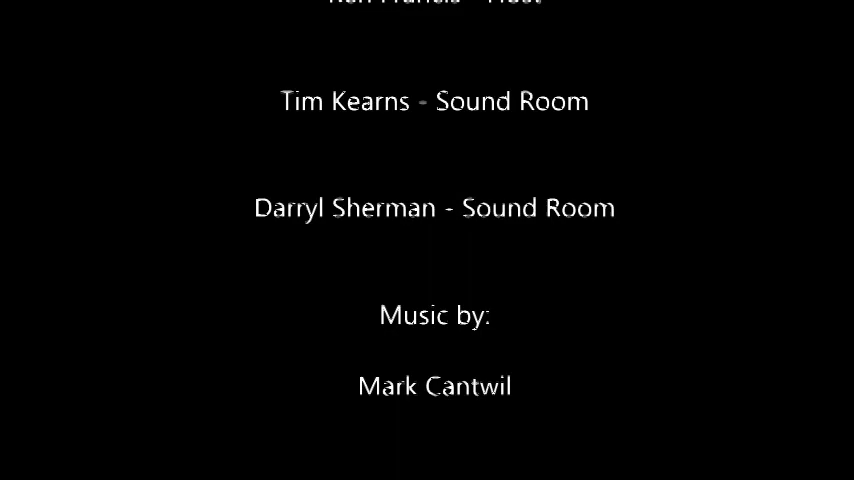 Tim Kearns - Sound Room
Darryl Sherman - Sound Room
Music by:
Mark Cantwil